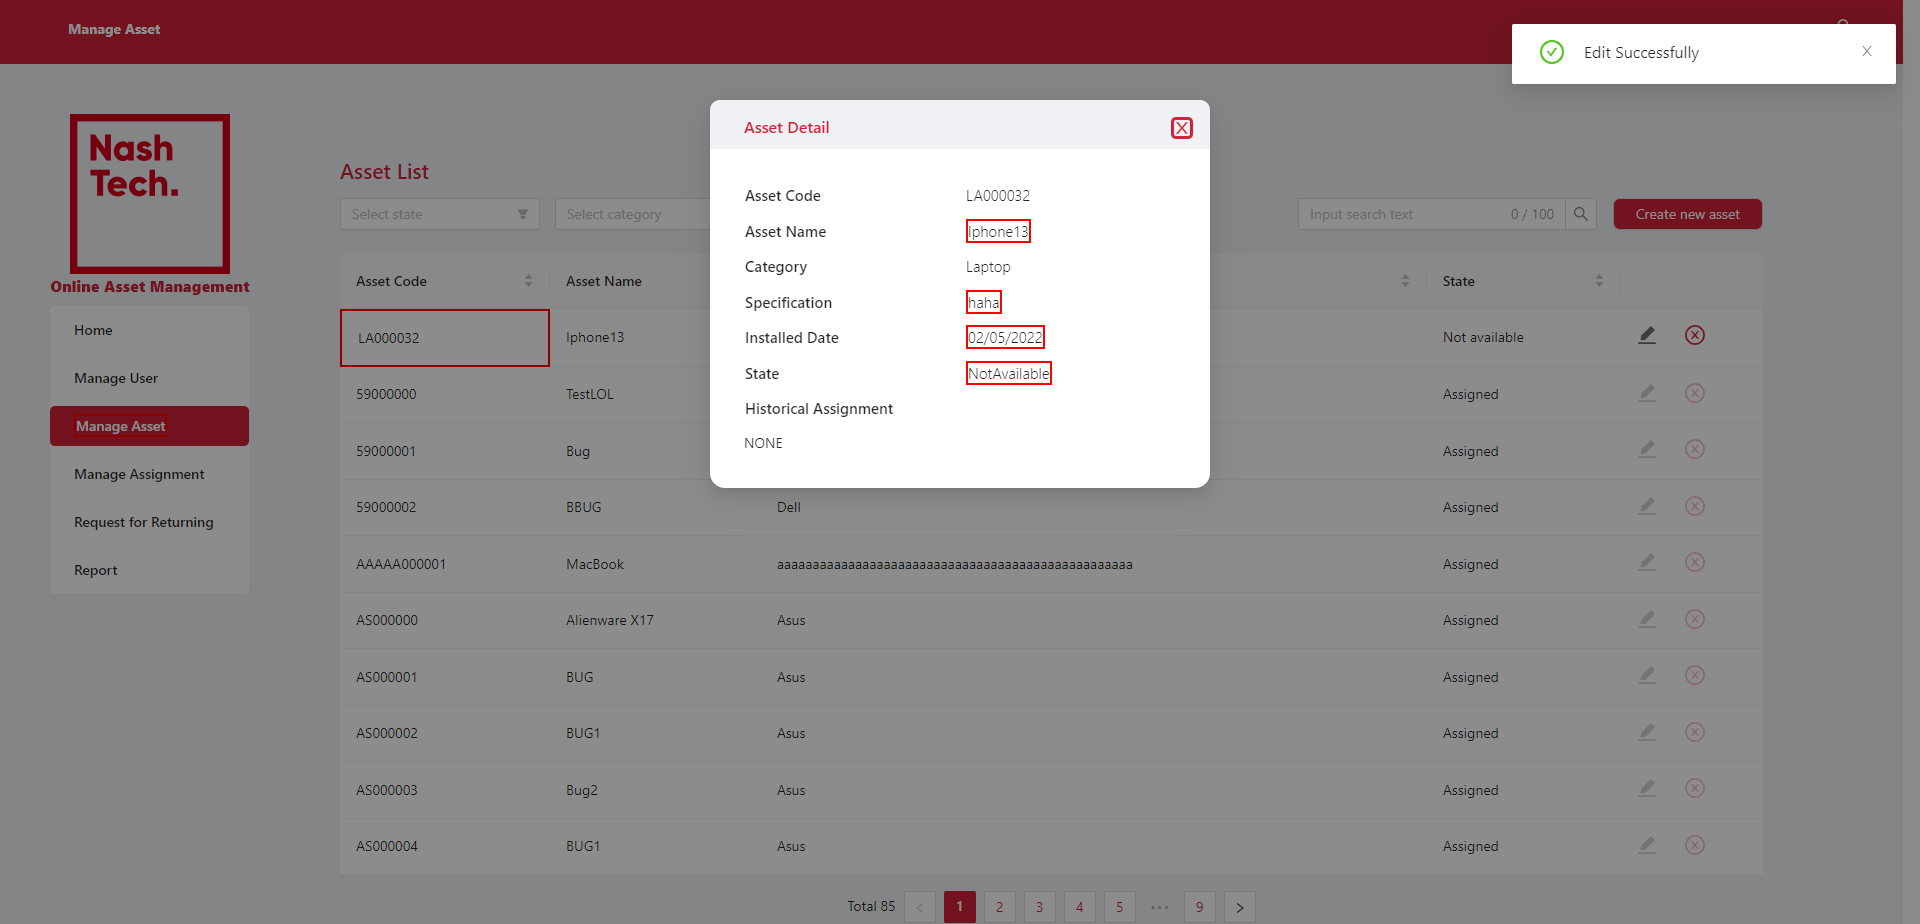 Manage Asset
Edit Successfully
Nash
Tech.
Online Asset Management
Home
Manage User
Manage Asset
Manage Assignment
Request for Returning
Report
Asset List
Select state
Select category
Input search text 0 / 100
Create new asset
Asset Detail
Asset Code LA000032
Asset Name Iphone13
Category Laptop
Specification haha
Installed Date 02/05/2022
State NotAvailable
Historical Assignment
NONE
Asset Code Asset Name State
LA000032 Iphone13 Not available
59000000 TestLOL Assigned
59000001 Bug Assigned
59000002 BBUG Dell Assigned
AAAAA000001 MacBook aaaaaaaaaaaaaaaaaaaaaaaaaaaaaaaaaaaaaaaaaaaaaaaaaaa Assigned
AS000000 Alienware X17 Asus Assigned
AS000001 BUG Asus Assigned
AS000002 BUG1 Asus Assigned
AS000003 Bug2 Asus Assigned
AS000004 BUG1 Asus Assigned
Total 85 < 1 2 3 4 5 ••• 9 >